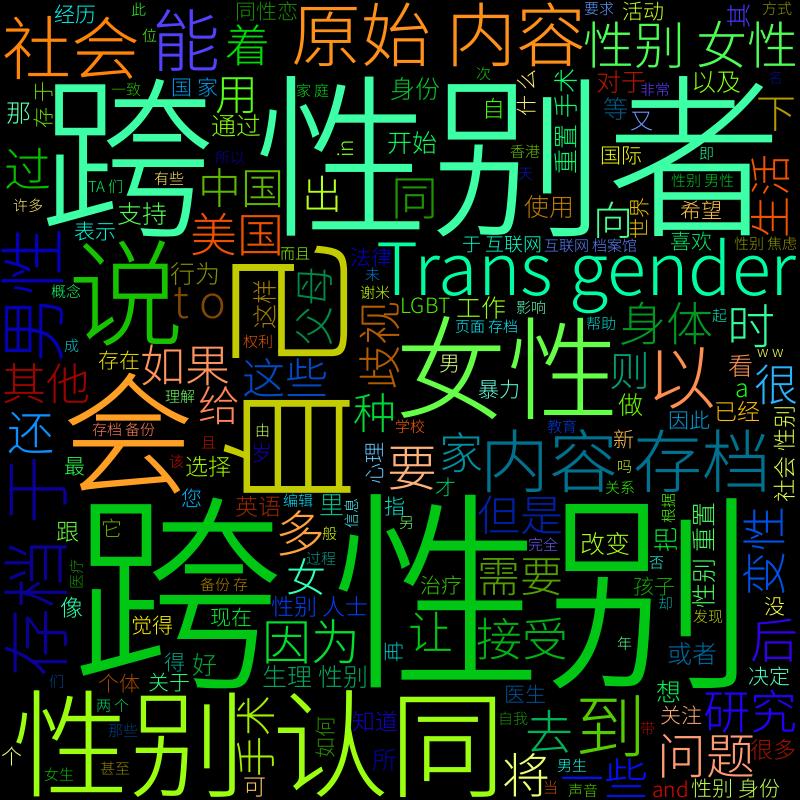 经历
此
位
能
着
同性恋
原始 内容
要求
活动
其
方式
社会
性别 女性
那
存 于
一致
国 家
用
通过
家 庭
身份
次
自
什么
重置 手术
对于
等
非常
又
以及
下
跨 性别 者
过
许多
TA 们
有些
所以
中国
出
in
开始
同
香港
天
国际
即
性别 男性
生活
表示
支持
美国
使用
向
世界
希望
喜欢
男性
概念
成
说
行为
to
而且
这样
权利
自己
父母
法律
未
谢米
歧视
Trans gender
于 互联网
互联网 档案馆
性别 焦虑
LGBT
工作
页面 存档
影响
帮助
身体
起
时
ww
其他
存在
如果
理解
给
这些
女性
男
暴力
则
做
以
看
a
很
因此
已经
还
存档 备份
会
且
该
由
岁
种
学校
心理
教育
家
内容 存档
新
吗
关系
社会 性别
存档 于
最
选择
您
英语
编辑
里
信息
要
指
才
另
但是
完全
跟
它
医疗
像
备份 存
多
般
过程
跨 性别
改变
否
把
根据
性别 重置
变性
没
觉得
现在
女
性别 人士
治疗
需要
孩子
却
发现
后
们
得
好
因为
生理 性别
再
让
接受
年
或者
决定
个体
关于
两个
那些
医生
想
关注
研究
性别 认同
手术
如何
知道
自我
去
到
带
问题
很多
个
女生
甚至
可
所
将
当
男生
声音
一些
and
性别 身份